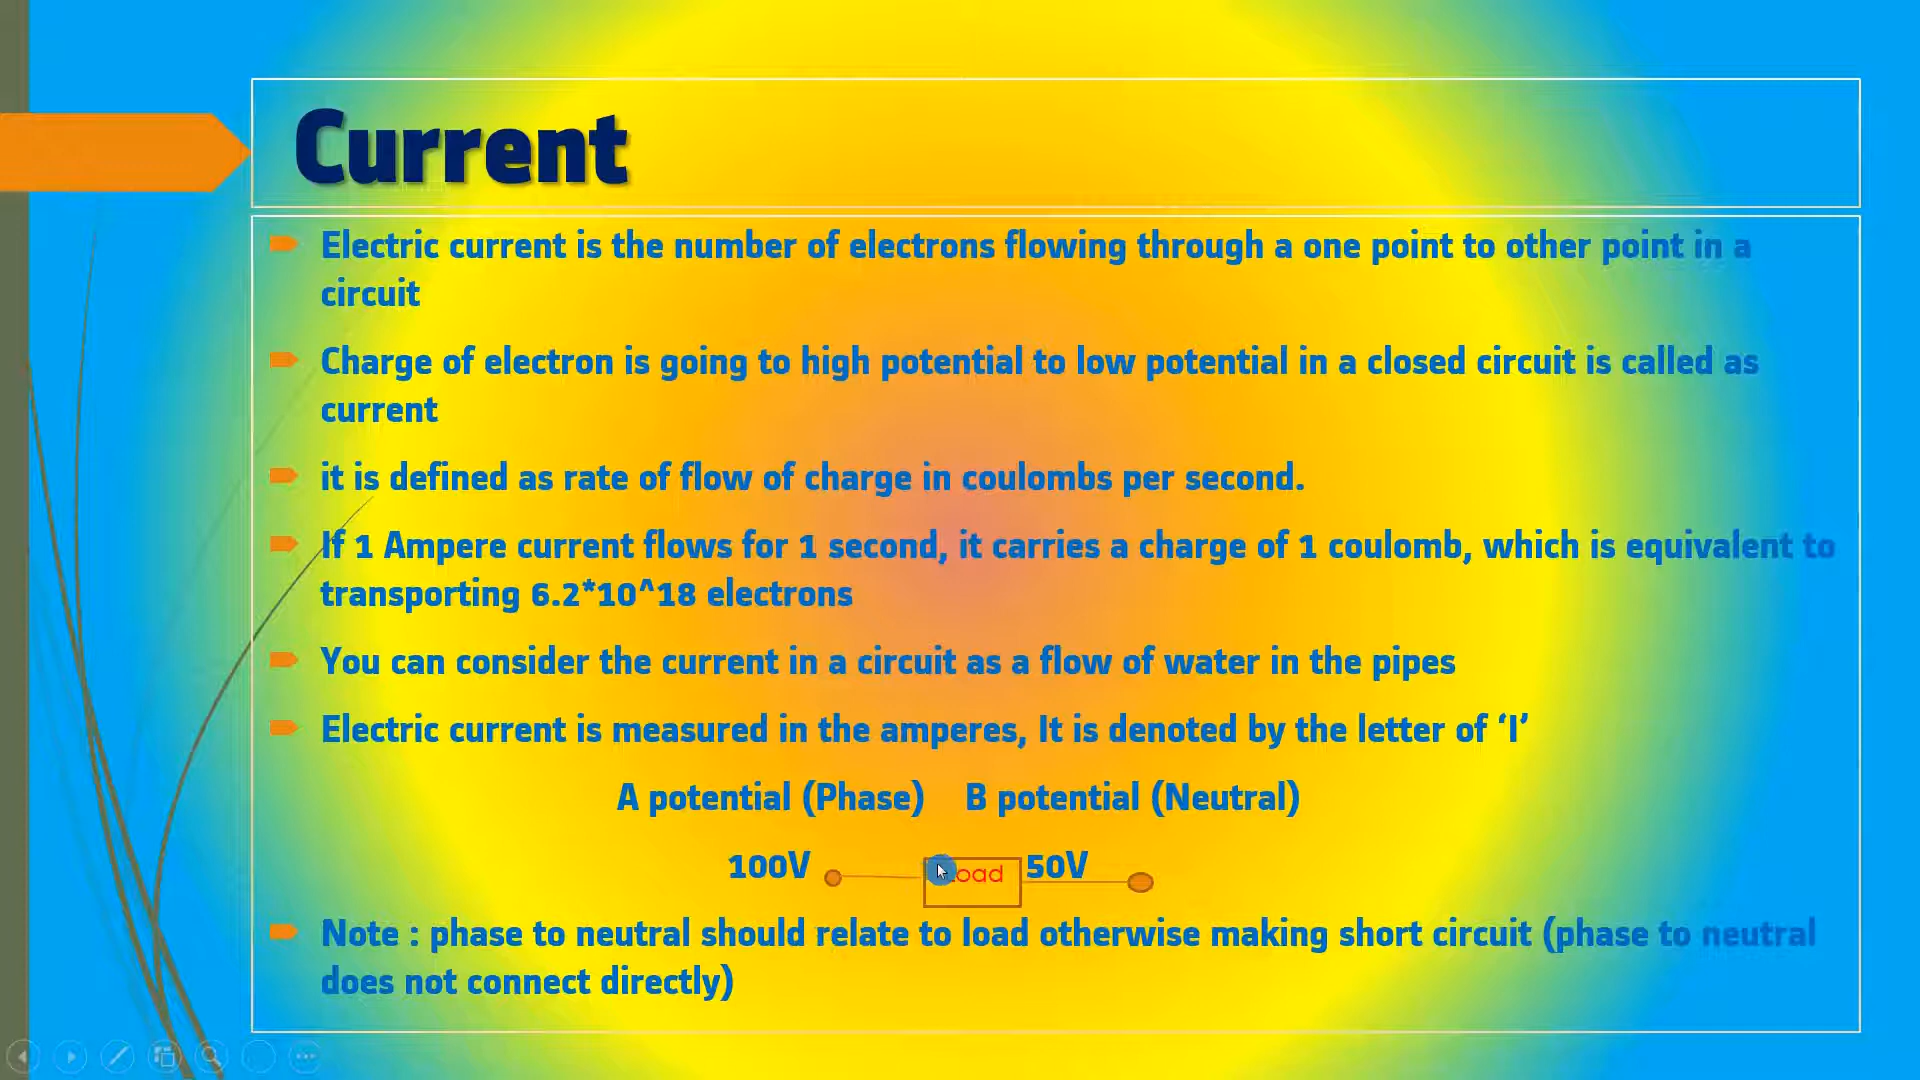 Current
Electric current is the number of electrons flowing through a one point to other point in a
circuit
Charge of electron is going to high potential to low potential in a closed circuit is called as
current
it is defined as rate of flow of charge in coulombs per second.
If 1 Ampere current flows for 1 second, it carries a charge of 1 coulomb, which is equivalent to
transporting 6.2*10^18 electrons
You can consider the current in a circuit as a flow of water in the pipes
Electric current is measured in the amperes, It is denoted by the letter of ‘I’
A potential (Phase) B potential (Neutral)
100V Load 50V
Note : phase to neutral should relate to load otherwise making short circuit (phase to neutral
does not connect directly)